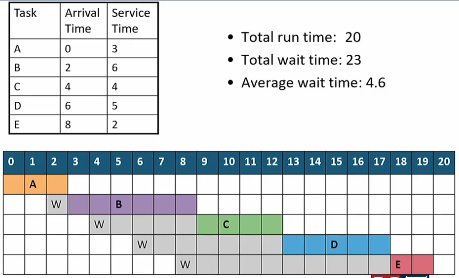 Task Arrival Time Service Time
A 0 3
B 2 6
C 4 4
D 6 5
E 8 2
• Total run time: 20
• Total wait time: 23
• Average wait time: 4.6
0 1 2 3 4 5 6 7 8 9 10 11 12 13 14 15 16 17 18 19 20
A
W B
W C
W D
W E